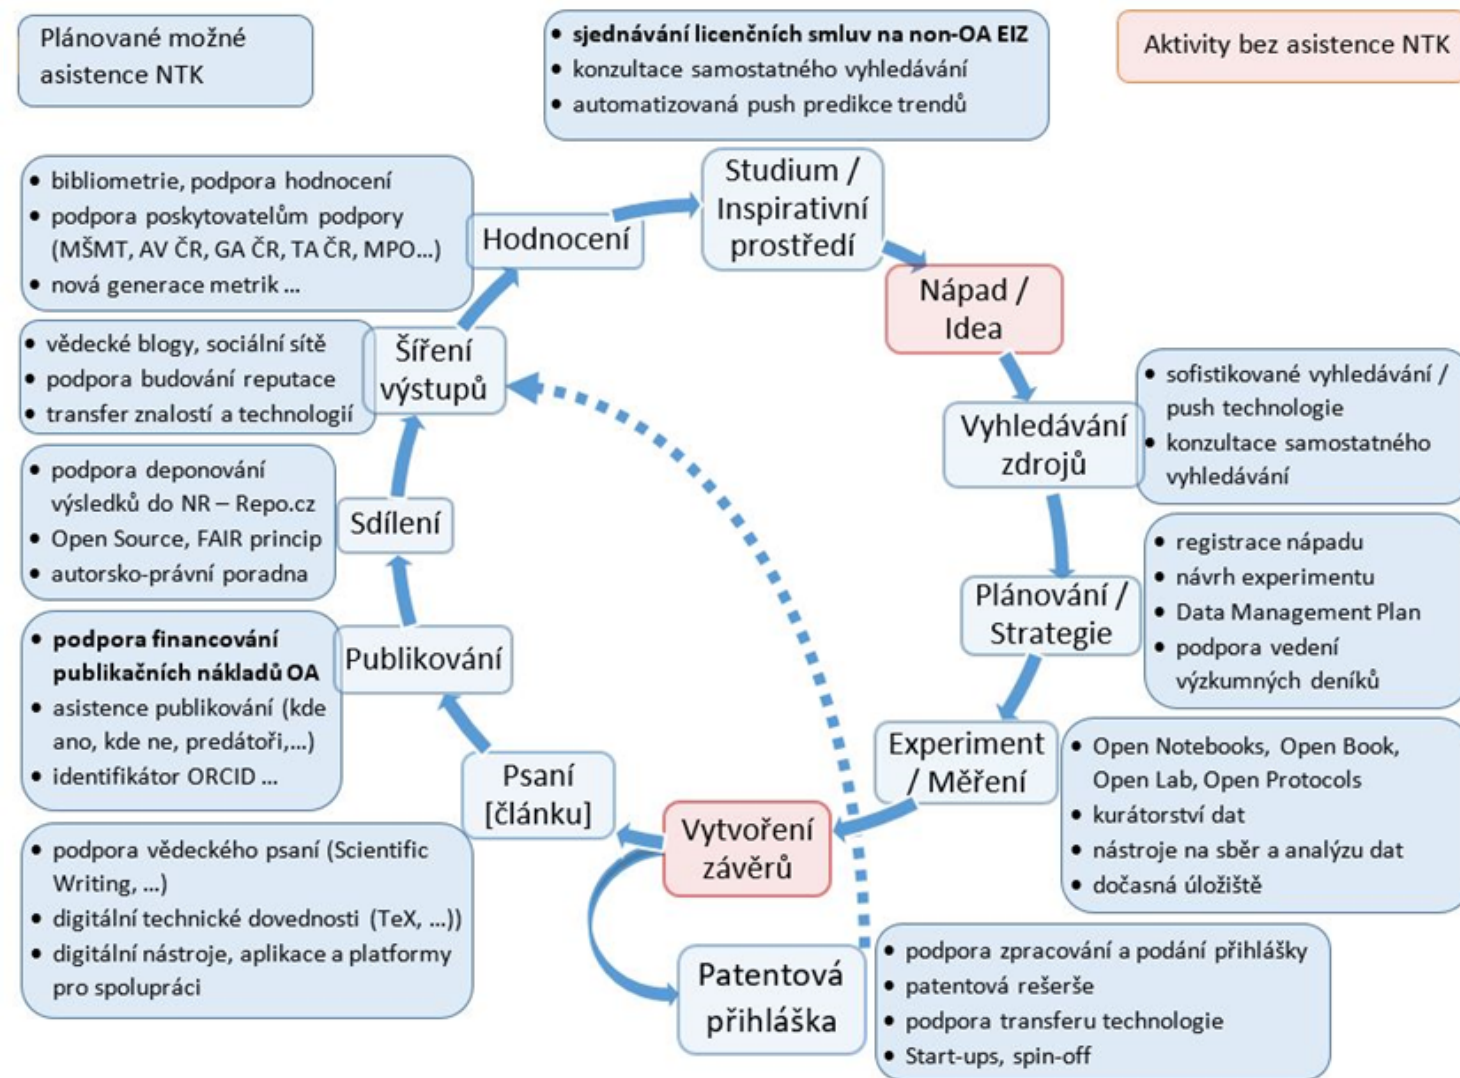 Plánované možné
asistence NTK
• sjednávání licenčních smluv na non-OA EIZ
• konzultace samostatného vyhledávání
• automatizovaná push predikce trendů
Aktivity bez asistence NTK
Studium /
Inspirativní
prostředí
Nápad /
Idea
Vyhledávání
zdrojů
• sofistikované vyhledávání /
push technologie
• konzultace samostatného
vyhledávání
Plánování /
Strategie
• registrace nápadu
• návrh experimentu
• Data Management Plan
• podpora vedení
výzkumných deníků
Experiment
/ Měření
• Open Notebooks, Open Book,
Open Lab, Open Protocols
• kurátorství dat
• nástroje na sběr a analýzu dat
• dočasná úložiště
Vytvoření
závěrů
Patentová
přihláška
• podpora zpracování a podání přihlášky
• patentová rešerše
• podpora transferu technologie
• Start-ups, spin-off
Psaní
[článku]
• podpora vědeckého psaní (Scientific
Writing, ...)
• digitální technické dovednosti (TeX, ...))
• digitální nástroje, aplikace a platformy
pro spolupráci
Publikování
• podpora financování
publikačních nákladů OA
• asistence publikování (kde
ano, kde ne, predátoři,...)
• identifikátor ORCID ...
Sdílení
• podpora deponování
výsledků do NR – Repo.cz
• Open Source, FAIR princip
• autorsko-právní poradna
Šíření
výstupů
• vědecké blogy, sociální sítě
• podpora budování reputace
• transfer znalostí a technologií
Hodnocení
• bibliometrie, podpora hodnocení
• podpora poskytovatelům podpory
(MŠMT, AV ČR, GA ČR, TA ČR, MPO...)
• nová generace metrik ...